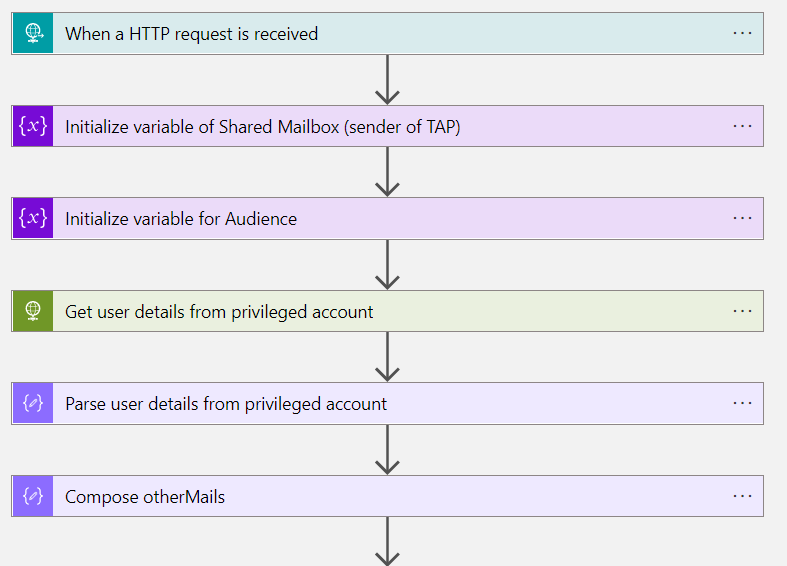 When a HTTP request is received
{x} Initialize variable of Shared Mailbox (sender of TAP)
{x} Initialize variable for Audience
Get user details from privileged account
Parse user details from privileged account
Compose otherMails